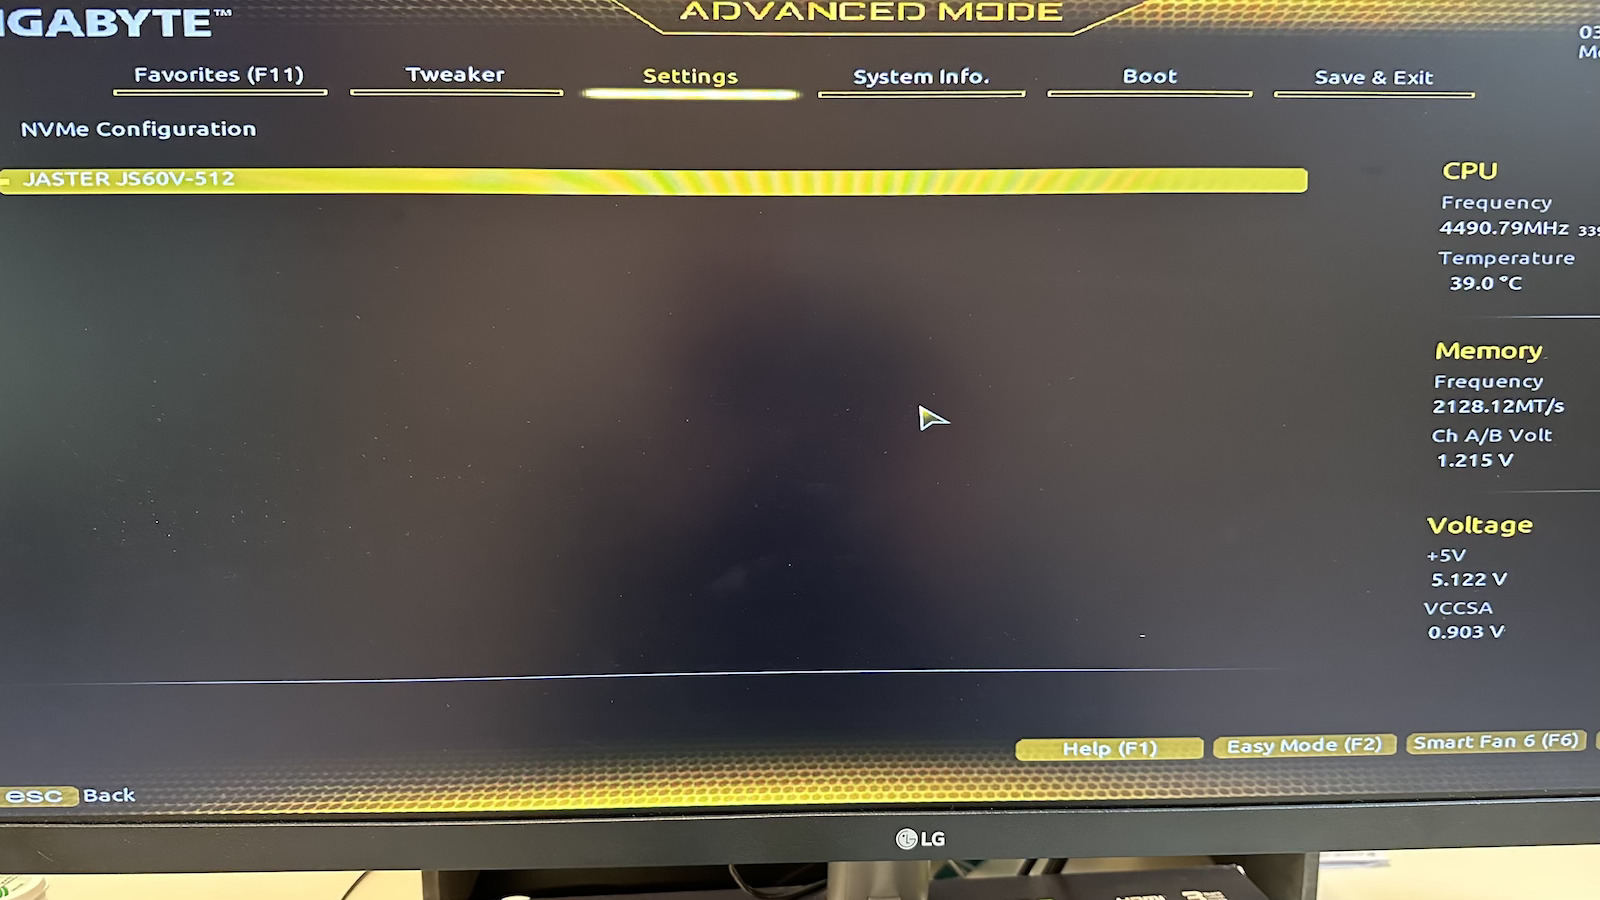 IGABYTE™
ADVANCED MODE
03
Favorites (F11)
Tweaker
Settings
System Info.
Boot
Save & Exit
NVMe Configuration
JASTER JS60V-512
CPU
Frequency
4490.79MHz
Temperature
39.0 °C
Memory
Frequency
2128.12MT/s
Ch A/B Volt
1.215 V
Voltage
+5V
5.122 V
VCCSA
0.903 V
Help (F1)
Easy Mode (F2)
Smart Fan 6 (F6)
esc Back
LG